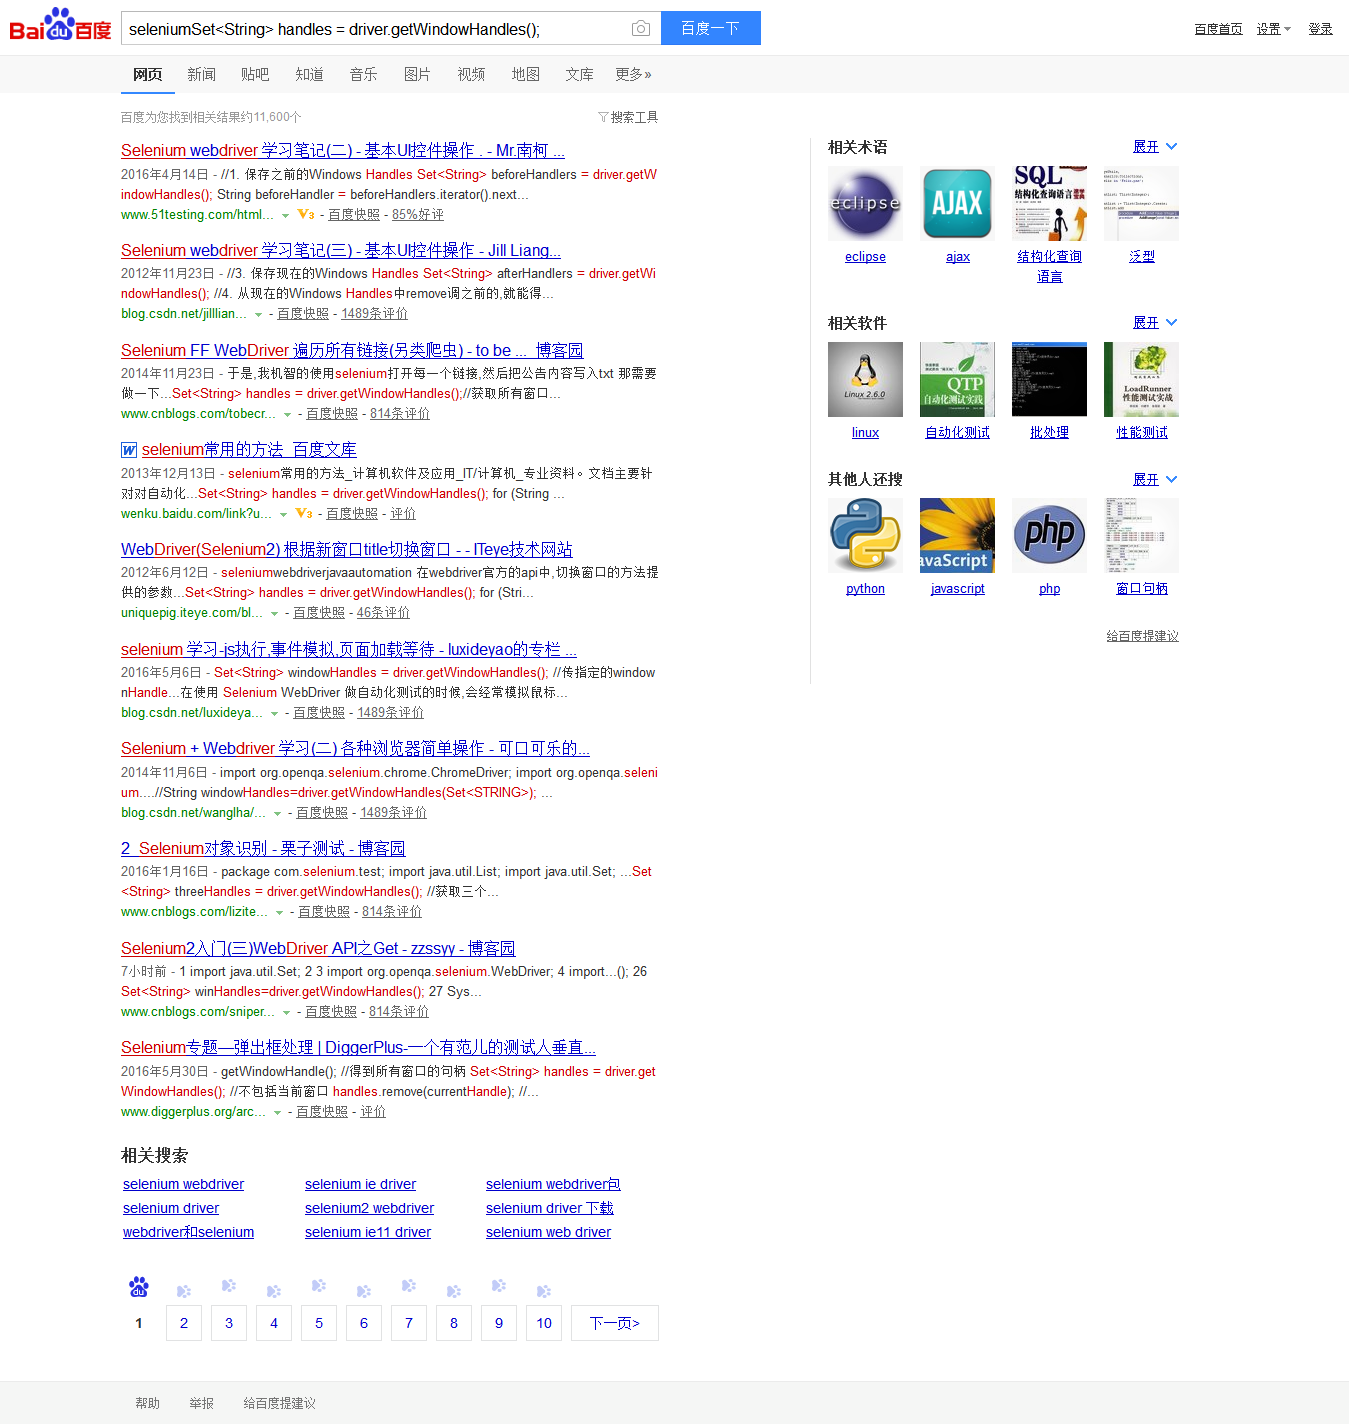 Bai du 百度
seleniumSet<String> handles = driver.getWindowHandles();
百度一下
百度首页 设置 登录
网页 新闻 贴吧 知道 音乐 图片 视频 地图 文库 更多»
百度为您找到相关结果约11,600个
搜索工具
Selenium webdriver 学习笔记(二) - 基本UI控件操作 . - Mr.南柯 ...
2016年4月14日 - //1. 保存之前的Windows Handles Set<String> beforeHandlers = driver.getW
indowHandles(); String beforeHandler = beforeHandlers.iterator().next...
www.51testing.com/html... V3 - 百度快照 - 85%好评
Selenium webdriver 学习笔记(三) - 基本UI控件操作 - Jill Liang...
2012年11月23日 - //3. 保存现在的Windows Handles Set<String> afterHandlers = driver.getWi
ndowHandles(); //4. 从现在的Windows Handles中remove调之前的,就能得...
blog.csdn.net/jilllian... - 百度快照 - 1489条评价
Selenium FF WebDriver 遍历所有链接(另类爬虫) - to be ... _博客园
2014年11月23日 - 于是,我机智的使用selenium打开每一个链接,然后把公告内容写入txt 那需要
做一下...Set<String> handles = driver.getWindowHandles();//获取所有窗口...
www.cnblogs.com/tobecr... - 百度快照 - 814条评价
W selenium常用的方法_百度文库
2013年12月13日 - selenium常用的方法_计算机软件及应用_IT/计算机_专业资料。文档主要针
对对自动化...Set<String> handles = driver.getWindowHandles(); for (String ...
wenku.baidu.com/link?u... V3 - 百度快照 - 评价
WebDriver(Selenium2) 根据新窗口title切换窗口 - - ITeye技术网站
2012年6月12日 - seleniumwebdriverjavaautomation 在webdriver官方的api中,切换窗口的方法提
供的参数...Set<String> handles = driver.getWindowHandles(); for (Stri...
uniquepig.iteye.com/bl... - 百度快照 - 46条评价
selenium 学习-js执行,事件模拟,页面加载等待 - luxideyao的专栏 ...
2016年5月6日 - Set<String> windowHandles = driver.getWindowHandles(); //传指定的window
nHandle...在使用 Selenium WebDriver 做自动化测试的时候,会经常模拟鼠标...
blog.csdn.net/luxideya... - 百度快照 - 1489条评价
Selenium + Webdriver 学习(二) 各种浏览器简单操作 - 可口可乐的...
2014年11月6日 - import org.openqa.selenium.chrome.ChromeDriver; import org.openqa.seleni
um....//String windowHandles=driver.getWindowHandles(Set<STRING>); ...
blog.csdn.net/wanglha/... - 百度快照 - 1489条评价
2_Selenium对象识别 - 栗子测试 - 博客园
2016年1月16日 - package com.selenium.test; import java.util.List; import java.util.Set; ...Set
<String> threeHandles = driver.getWindowHandles(); //获取三个...
www.cnblogs.com/lizite... - 百度快照 - 814条评价
Selenium2入门(三)WebDriver API之Get - zzssyy - 博客园
7小时前 - 1 import java.util.Set; 2 3 import org.openqa.selenium.WebDriver; 4 import...(); 26
Set<String> winHandles=driver.getWindowHandles(); 27 Sys...
www.cnblogs.com/sniper... - 百度快照 - 814条评价
Selenium专题—弹出框处理 | DiggerPlus-一个有范儿的测试人垂直...
2016年5月30日 - getWindowHandle(); //得到所有窗口的句柄 Set<String> handles = driver.get
WindowHandles(); //不包括当前窗口 handles.remove(currentHandle); //...
www.diggerplus.org/arc... - 百度快照 - 评价
相关搜索
selenium webdriver selenium ie driver selenium webdriver包
selenium driver selenium2 webdriver selenium driver 下载
webdriver和selenium selenium ie11 driver selenium web driver
du
1 2 3 4 5 6 7 8 9 10 下一页>
相关术语 展开
eclipse AJAX SQL 结构化查询语言
eclipse ajax 结构化查询 泛型
语言
相关软件 展开
Linux 2.6.0 QTP 自动化测试实践 LoadRunner 性能测试实战
linux 自动化测试 批处理 性能测试
其他人还搜 展开
avaScript php
python javascript php 窗口句柄
给百度提建议
帮助 举报 给百度提建议